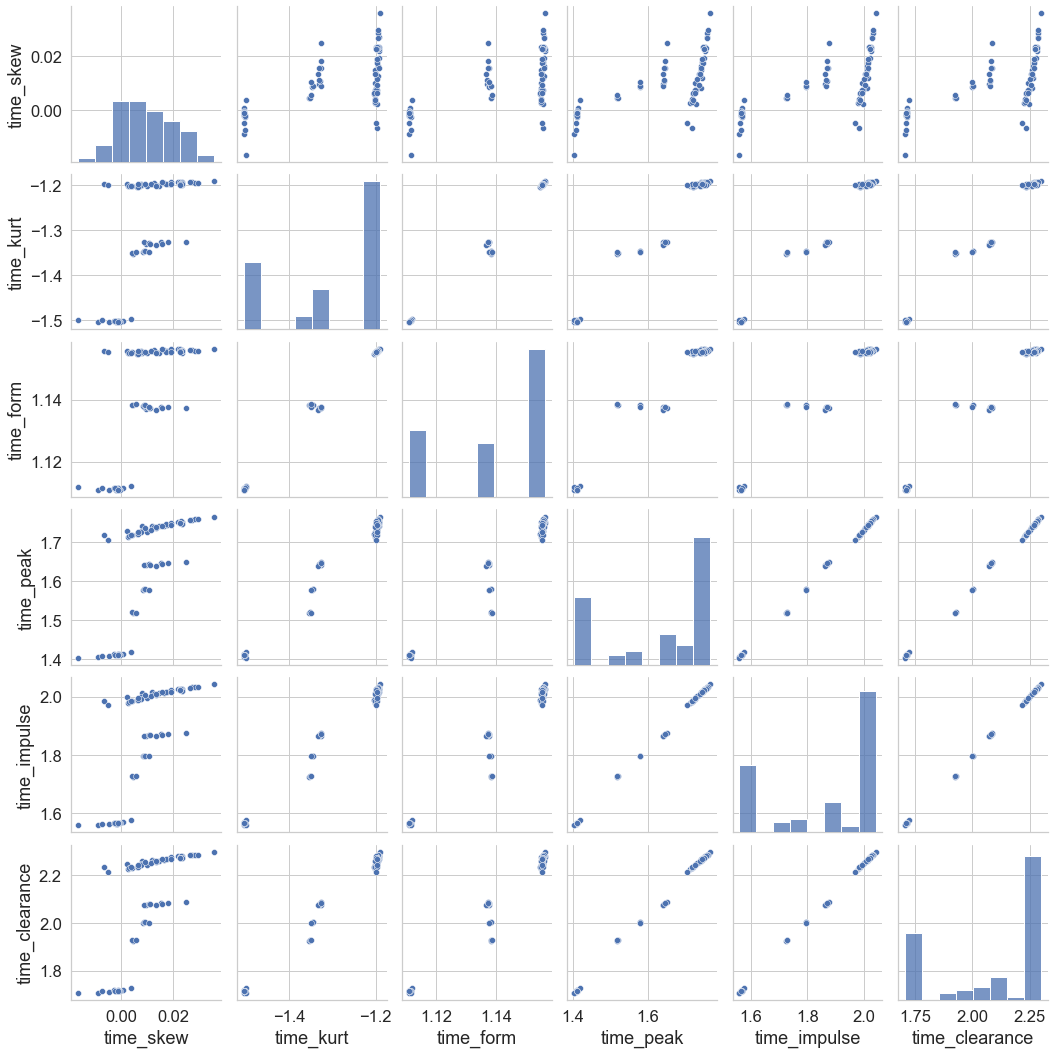 0.02
0.00
time_skew
−1.2
−1.3
−1.4
−1.5
time_kurt
1.14
1.12
time_form
1.7
1.6
1.5
1.4
time_peak
2.0
1.8
1.6
time_impulse
2.2
2.0
1.8
time_clearance
0.00 0.02 −1.4 −1.2 1.12 1.14 1.4 1.6 1.6 1.8 2.0 1.75 2.00 2.25
time_skew time_kurt time_form time_peak time_impulse time_clearance